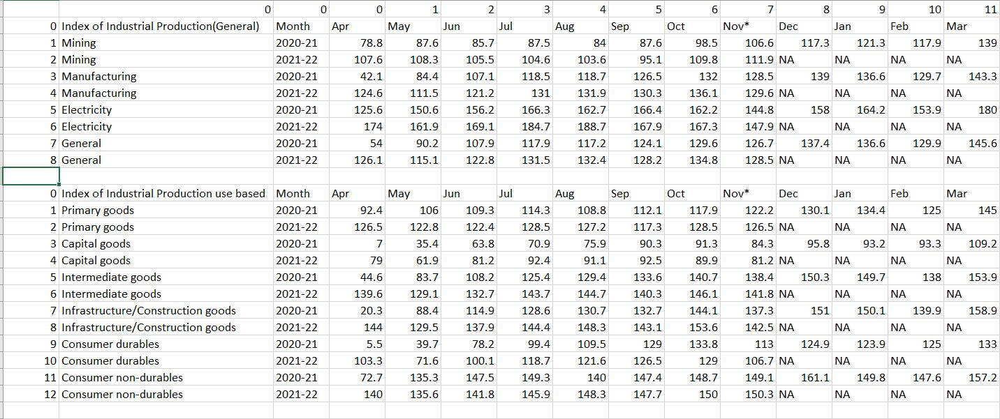 0 0 0 1 2 3 4 5 6 7 8 9 10 11
0 Index of Industrial Production(General) Month Apr May Jun Jul Aug Sep Oct Nov* Dec Jan Feb Mar
1 Mining 2020-21 78.8 87.6 85.7 87.5 84 87.6 98.5 106.6 117.3 121.3 117.9 139
2 Mining 2021-22 107.6 108.3 105.5 104.6 103.6 95.1 109.8 111.9 NA NA NA NA
3 Manufacturing 2020-21 42.1 84.4 107.1 118.5 118.7 126.5 132 128.5 139 136.6 129.7 143.3
4 Manufacturing 2021-22 124.6 111.5 121.2 131 131.9 130.3 136.1 129.6 NA NA NA NA
5 Electricity 2020-21 125.6 150.6 156.2 166.3 162.7 166.4 162.2 144.8 158 164.2 153.9 180
6 Electricity 2021-22 174 161.9 169.1 184.7 188.7 167.9 167.3 147.9 NA NA NA NA
7 General 2020-21 54 90.2 107.9 117.9 117.2 124.1 129.6 126.7 137.4 136.6 129.9 145.6
8 General 2021-22 126.1 115.1 122.8 131.5 132.4 128.2 134.8 128.5 NA NA NA NA
0 Index of Industrial Production use based Month Apr May Jun Jul Aug Sep Oct Nov* Dec Jan Feb Mar
1 Primary goods 2020-21 92.4 106 109.3 114.3 108.8 112.1 117.9 122.2 130.1 134.4 125 145
2 Primary goods 2021-22 126.5 122.8 122.4 128.5 127.2 117.3 128.5 126.5 NA NA NA NA
3 Capital goods 2020-21 7 35.4 63.8 70.9 75.9 90.3 91.3 84.3 95.8 93.2 93.3 109.2
4 Capital goods 2021-22 79 61.9 81.2 92.4 91.1 92.5 89.9 81.2 NA NA NA NA
5 Intermediate goods 2020-21 44.6 83.7 108.2 125.4 129.4 133.6 140.7 138.4 150.3 149.7 138 153.9
6 Intermediate goods 2021-22 139.6 129.1 132.7 143.7 144.7 140.3 146.1 141.8 NA NA NA NA
7 Infrastructure/Construction goods 2020-21 20.3 88.4 114.9 128.6 130.7 132.7 144.1 137.3 151 150.1 139.9 158.9
8 Infrastructure/Construction goods 2021-22 144 129.5 137.9 144.4 148.3 143.1 153.6 142.5 NA NA NA NA
9 Consumer durables 2020-21 5.5 39.7 78.2 99.4 109.5 129 133.8 113 124.9 123.9 125 133
10 Consumer durables 2021-22 103.3 71.6 100.1 118.7 121.6 126.5 129 106.7 NA NA NA NA
11 Consumer non-durables 2020-21 72.7 135.3 147.5 149.3 140 147.4 148.7 149.1 161.1 149.8 147.6 157.2
12 Consumer non-durables 2021-22 140 135.6 141.8 145.9 148.3 147.7 150 150.3 NA NA NA NA